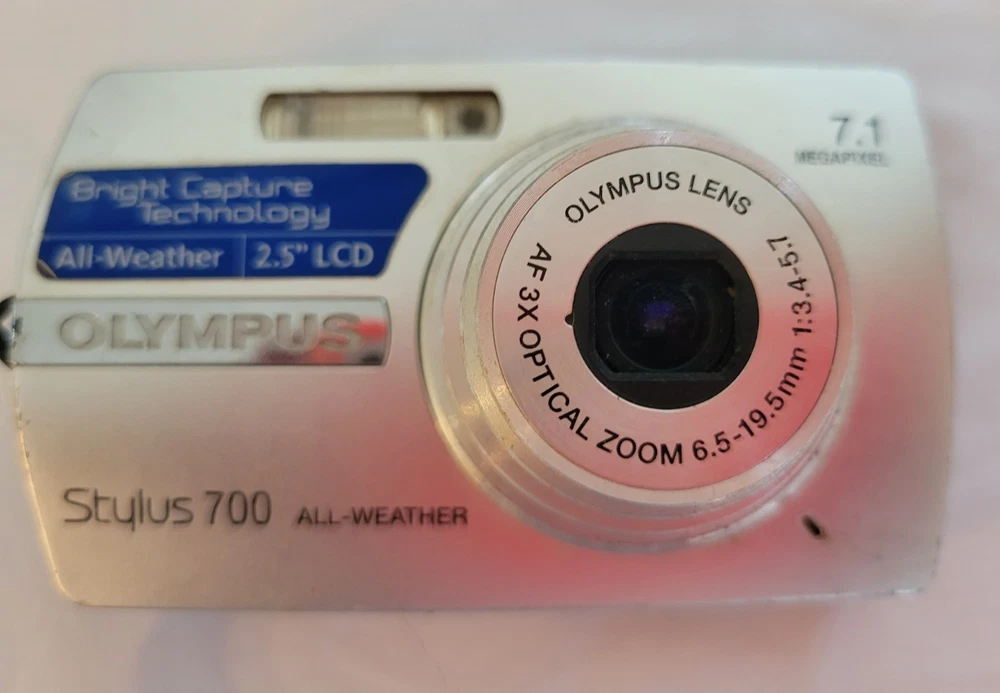 7.1
MEGAPIXEL
Bright Capture
Technology
All-Weather 2.5" LCD
OLYMPUS
OLYMPUS LENS
AF 3X OPTICAL ZOOM 6.5-19.5mm 1:3.4-5.7
Stylus 700 ALL-WEATHER